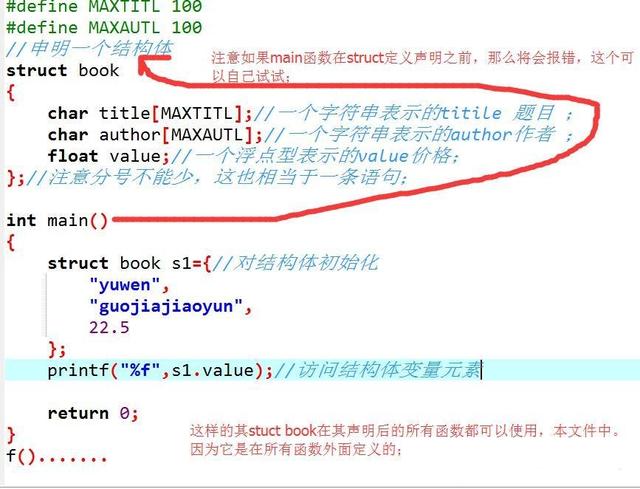 #define MAXTITL 100
#define MAXAUTL 100
//申明一个结构体
注意如果main函数在struct定义声明之前，那么将会报错，这个可
以自己试试；
struct book
{
char title[MAXTITL];//一个字符串表示的titile 题目 ；
char author[MAXAUTL];//一个字符串表示的author作者 ；
float value;//一个浮点型表示的value价格；
};//注意分号不能少，这也相当于一条语句；
int main()
{
struct book s1={//对结构体初始化
"yuwen",
"guojiajiaoyun",
22.5
};
printf("%f",s1.value);//访问结构体变量元素
return 0;
}
这样的其stuct book在其声明后的所有函数都可以使用，本文件中。
因为它是在所有函数外面定义的；
f().......